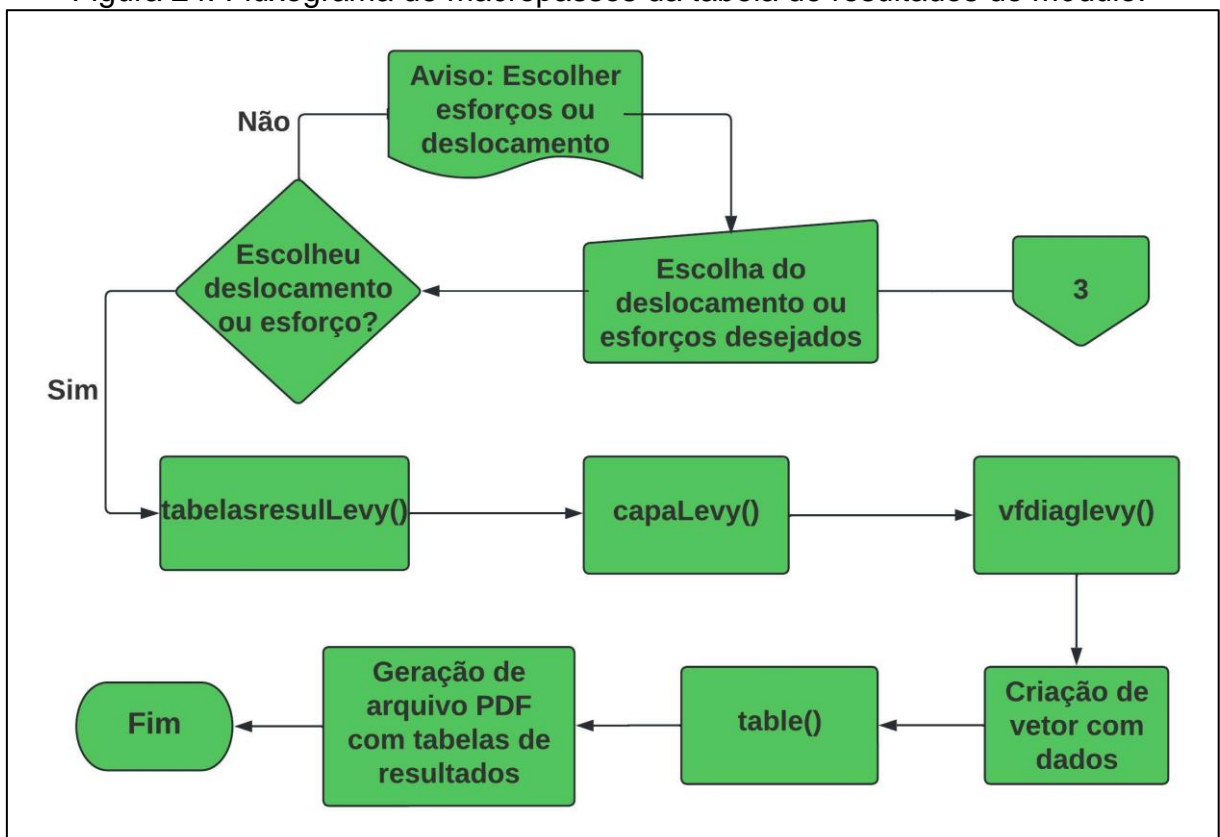 Figura 24. Fluxograma de macropassos da tabela de resultados do módulo.
Aviso: Escolher
esforços ou
deslocamento
Não
Escolheu
deslocamento
ou esforço?
Escolha do
deslocamento ou
esforços desejados
3
Sim
tabelasresulLevy()
capaLevy()
vfdiaglevy()
Fim
Geração de
arquivo PDF
com tabelas de
resultados
table()
Criação de
vetor com
dados